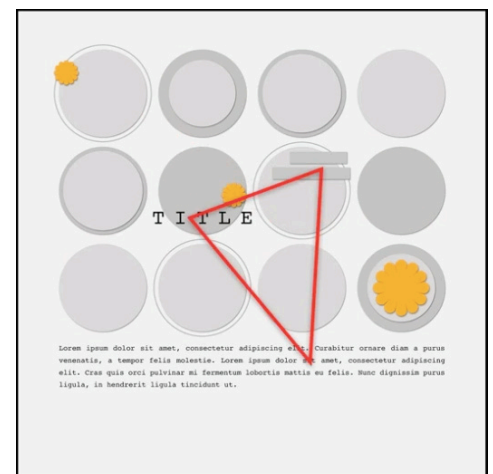 TITLE
Lorem ipsum dolor sit amet, consectetur adipiscing elit. Curabitur ornare diam a purus
venenatis, a tempor felis molestie. Lorem ipsum dolor sit amet, consectetur adipiscing
elit. Cras quis orci pulvinar mi fermentum lobortis mattis eu felis. Nunc dignissim purus
ligula, in hendrerit ligula tincidunt ut.